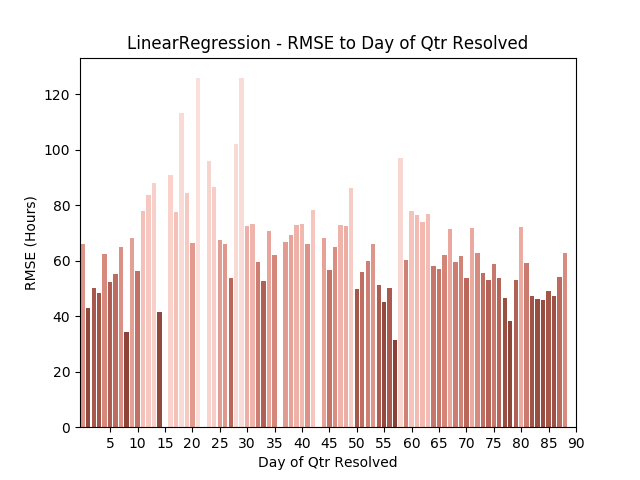 LinearRegression - RMSE to Day of Qtr Resolved
120
100
80
60
40
20
0
RMSE (Hours)
5 10 15 20 25 30 35 40 45 50 55 60 65 70 75 80 85 90
Day of Qtr Resolved